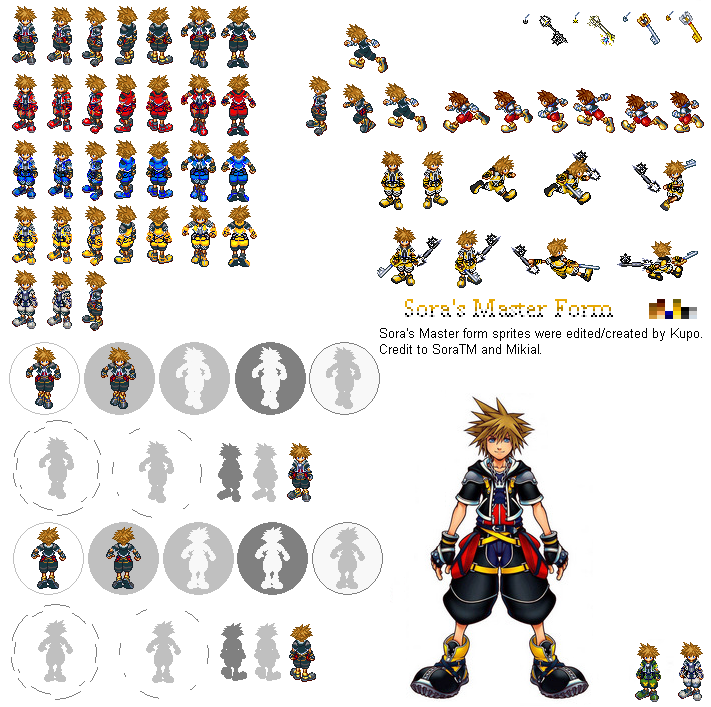 Sora's Master Form
Sora's Master form sprites were edited/created by Kupo.
Credit to SoraTM and Mikial.